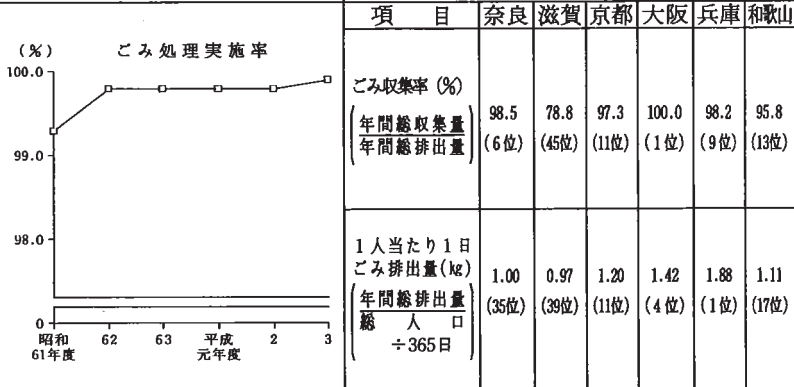 (%) ごみ処理実施率
100.0
99.0
98.0
0
昭和 62 63 平成 2 3
61年度 元年度
項目 奈良 滋賀 京都 大阪 兵庫 和歌山
ごみ収集率(%)
年間総収集量
年間総排出量
98.5 78.8 97.3 100.0 98.2 95.8
(6位) (45位) (11位) (1位) (9位) (13位)
1人当たり1日
ごみ排出量(kg)
年間総排出量
総人口
÷365日
1.00 0.97 1.20 1.42 1.88 1.11
(35位) (39位) (11位) (4位) (1位) (17位)